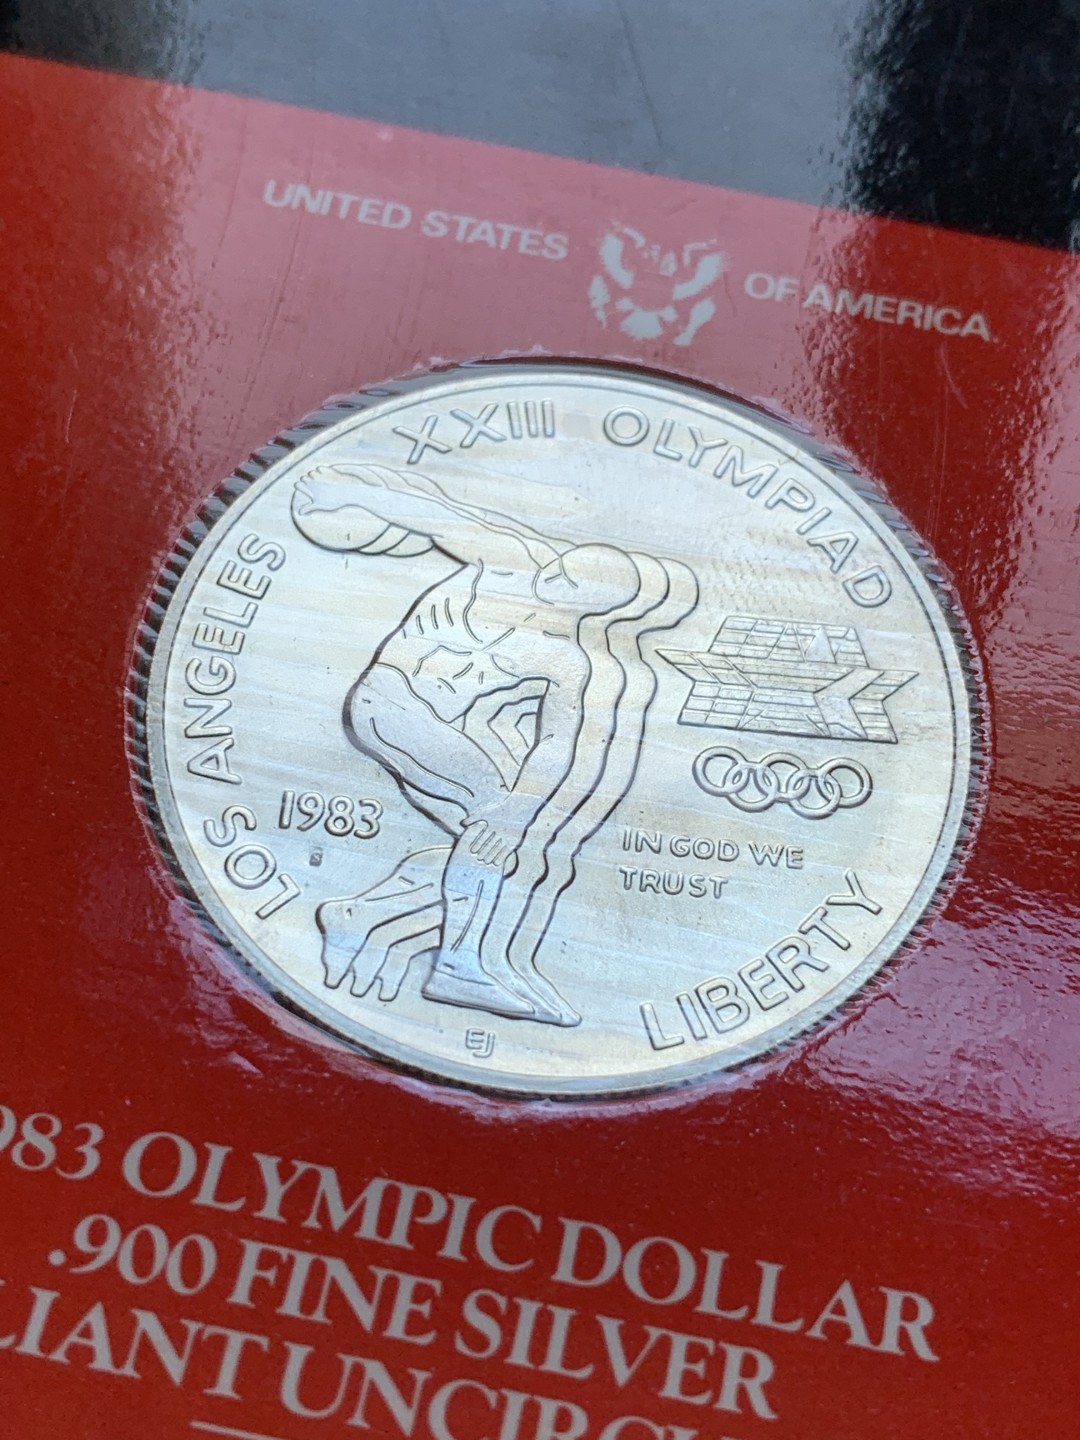 UNITED STATES OF AMERICA
XXIII OLYMPIAD
LOS ANGELES
1983
S
IN GOD WE
TRUST
LIBERTY
EJ
983 OLYMPIC DOLLAR
.900 FINE SILVER
LIANT UNCIRCU